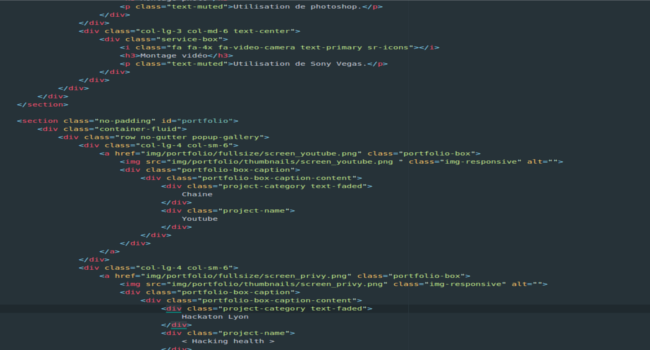 <p class="text-muted">Utilisation de photoshop.</p>
</div>
</div>
<div class="col-lg-3 col-md-6 text-center">
<div class="service-box">
<i class="fa fa-4x fa-video-camera text-primary sr-icons"></i>
<h3>Montage vidéo</h3>
<p class="text-muted">Utilisation de Sony Vegas.</p>
</div>
</div>
</div>
</div>
</section>
<section class="no-padding" id="portfolio">
<div class="container-fluid">
<div class="row no-gutter popup-gallery">
<div class="col-lg-4 col-sm-6">
<a href="img/portfolio/fullsize/screen_youtube.png" class="portfolio-box">
<img src="img/portfolio/thumbnails/screen_youtube.png " class="img-responsive" alt="">
<div class="portfolio-box-caption">
<div class="portfolio-box-caption-content">
<div class="project-category text-faded">
Chaine
</div>
<div class="project-name">
Youtube
</div>
</div>
</div>
</a>
</div>
<div class="col-lg-4 col-sm-6">
<a href="img/portfolio/fullsize/screen_privy.png" class="portfolio-box">
<img src="img/portfolio/thumbnails/screen_privy.png" class="img-responsive" alt="">
<div class="portfolio-box-caption">
<div class="portfolio-box-caption-content">
<div class="project-category text-faded">
Hackaton Lyon
</div>
<div class="project-name">
< Hacking health >
</div>